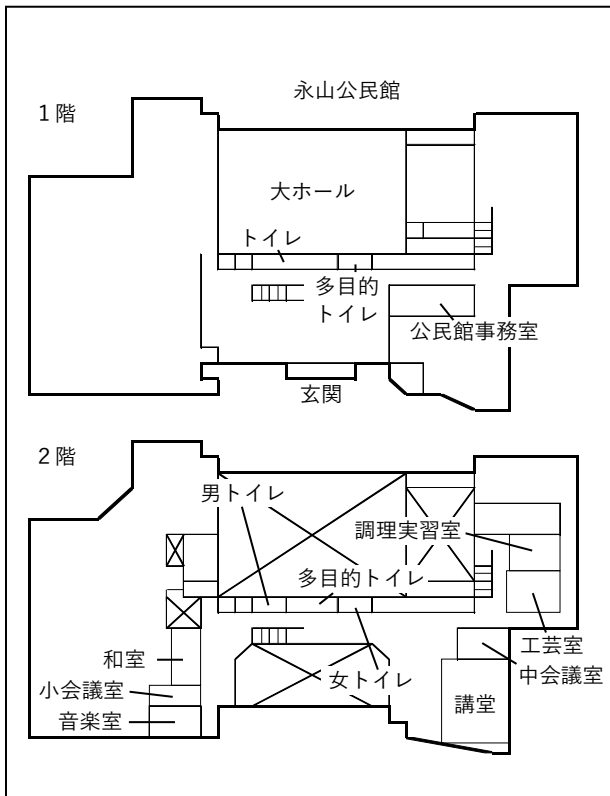 永山公民館
1階
大ホール
トイレ
多目的
トイレ
公民館事務室
玄関
2階
男トイレ
調理実習室
多目的トイレ
工芸室
和室
中会議室
小会議室
女トイレ
講堂
音楽室